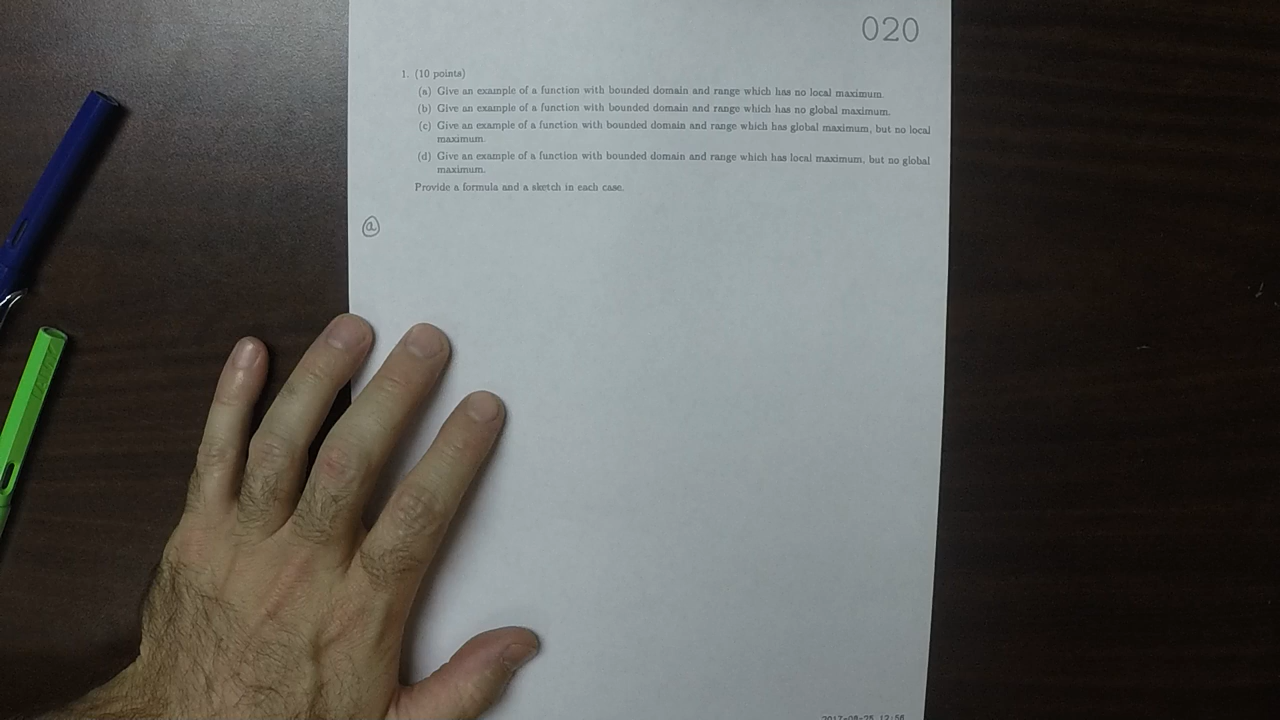 020
1. (10 points)
(a) Give an example of a function with bounded domain and range which has no local maximum.
(b) Give an example of a function with bounded domain and range which has no global maximum.
(c) Give an example of a function with bounded domain and range which has global maximum, but no local
maximum.
(d) Give an example of a function with bounded domain and range which has local maximum, but no global
maximum.
Provide a formula and a sketch in each case.
a